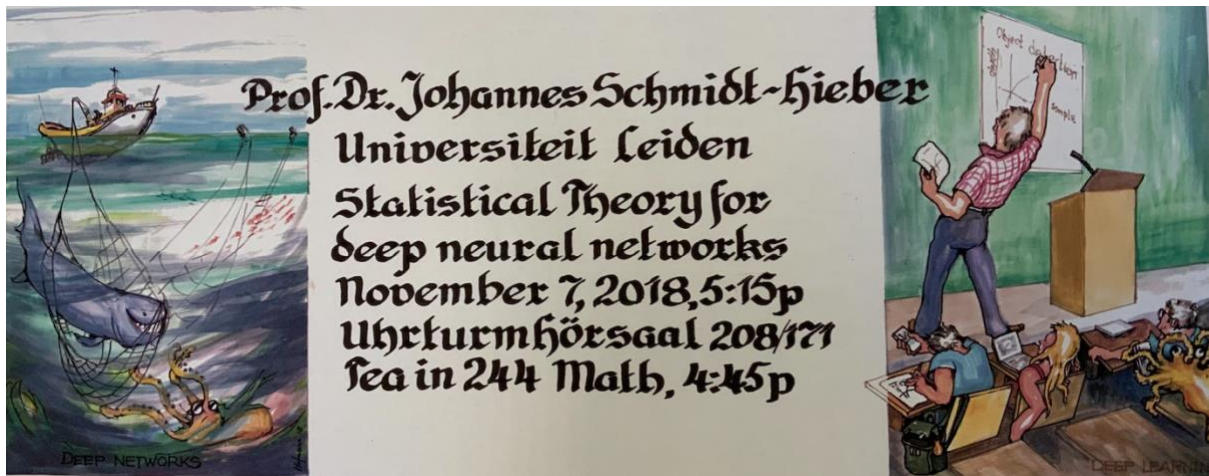 Prof. Dr. Johannes Schmidt-Hieber
Universiteit Leiden
Statistical Theory for
deep neural networks
November 7, 2018, 5:15p
Uhrturmhörsaal 208/171
Tea in 244 Math, 4:45p
DEEP NETWORKS
Object detection
sample
DEEP LEARNIN